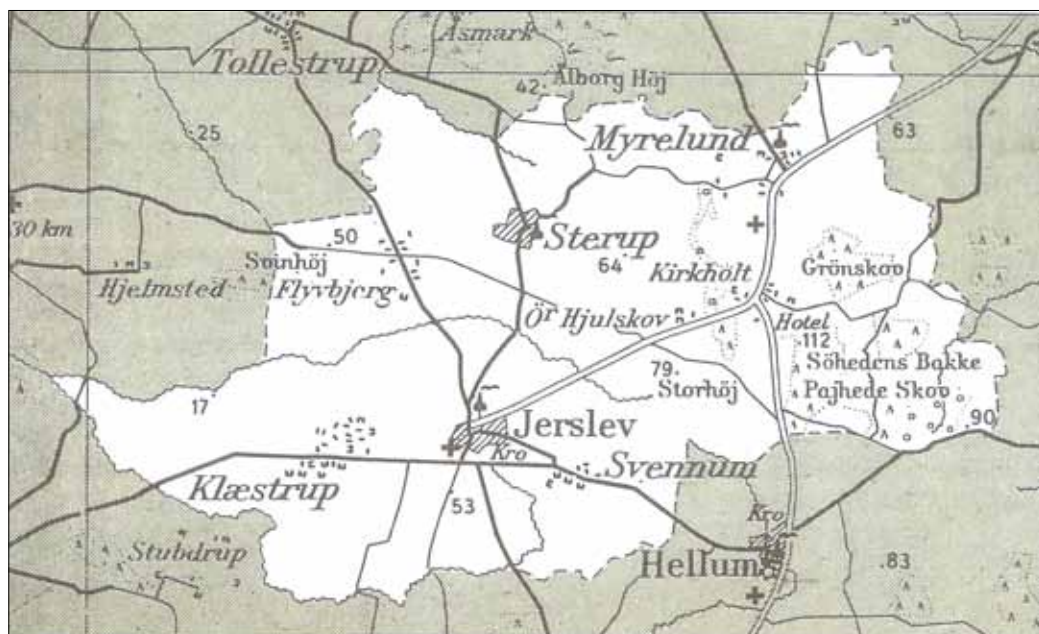 Asmark
Tollestrup
42.
Ålborg Höj
25
Myrelund
63
30 km
.50
Sterup
Svinhöj
64
Kirkholt
Grönskov
Hjelmsted
Flyvbjerg
Ör Hjulskov
Hotel
.112
79.
Söhedens Bakke
17
Storhöj
Pajhede Skov
Jerslev
.90
Kro
Svennum
Klæstrup
53
Kro
Stubdrup
Hellum
.83